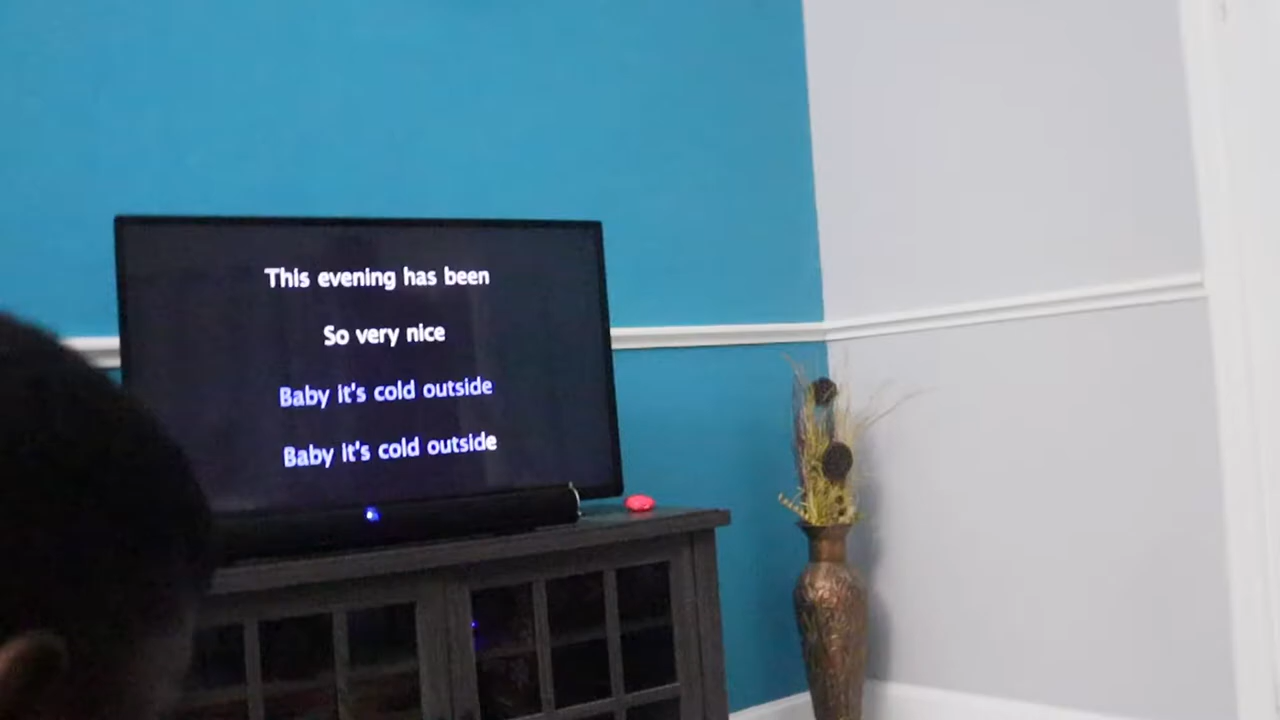 This evening has been
So very nice
Baby it's cold outside
Baby it's cold outside